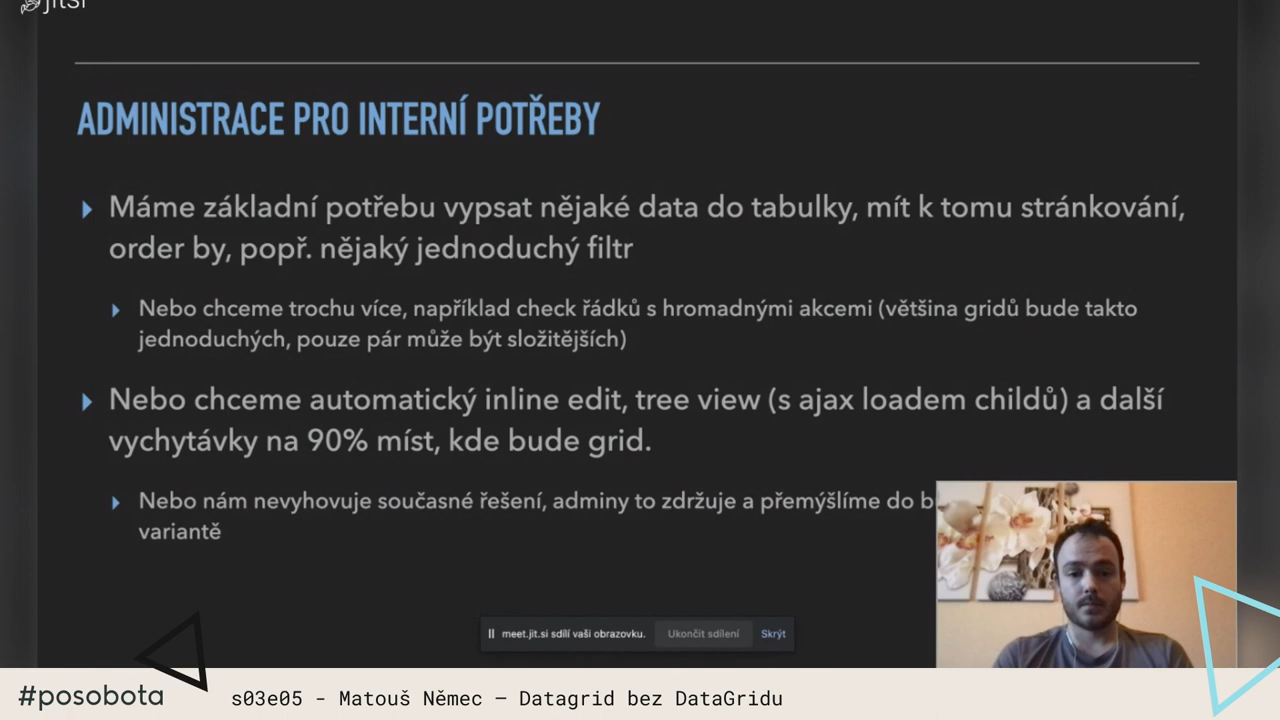 jitsi
ADMINISTRACE PRO INTERNÍ POTŘEBY
Máme základní potřebu vypsat nějaké data do tabulky, mít k tomu stránkování,
order by, popř. nějaký jednoduchý filtr
Nebo chceme trochu více, například check řádků s hromadnými akcemi (většina gridů bude takto
jednoduchých, pouze pár může být složitějších)
Nebo chceme automatický inline edit, tree view (s ajax loadem childů) a další
vychytávky na 90% míst, kde bude grid.
Nebo nám nevyhovuje současné řešení, adminy to zdržuje a přemýšlíme do
variantě
meet.jit.si sdílí vaši obrazovku.
Ukončit sdílení
Skrýt
#posobota
s03e05 - Matouš Němec – Datagrid bez DataGridu